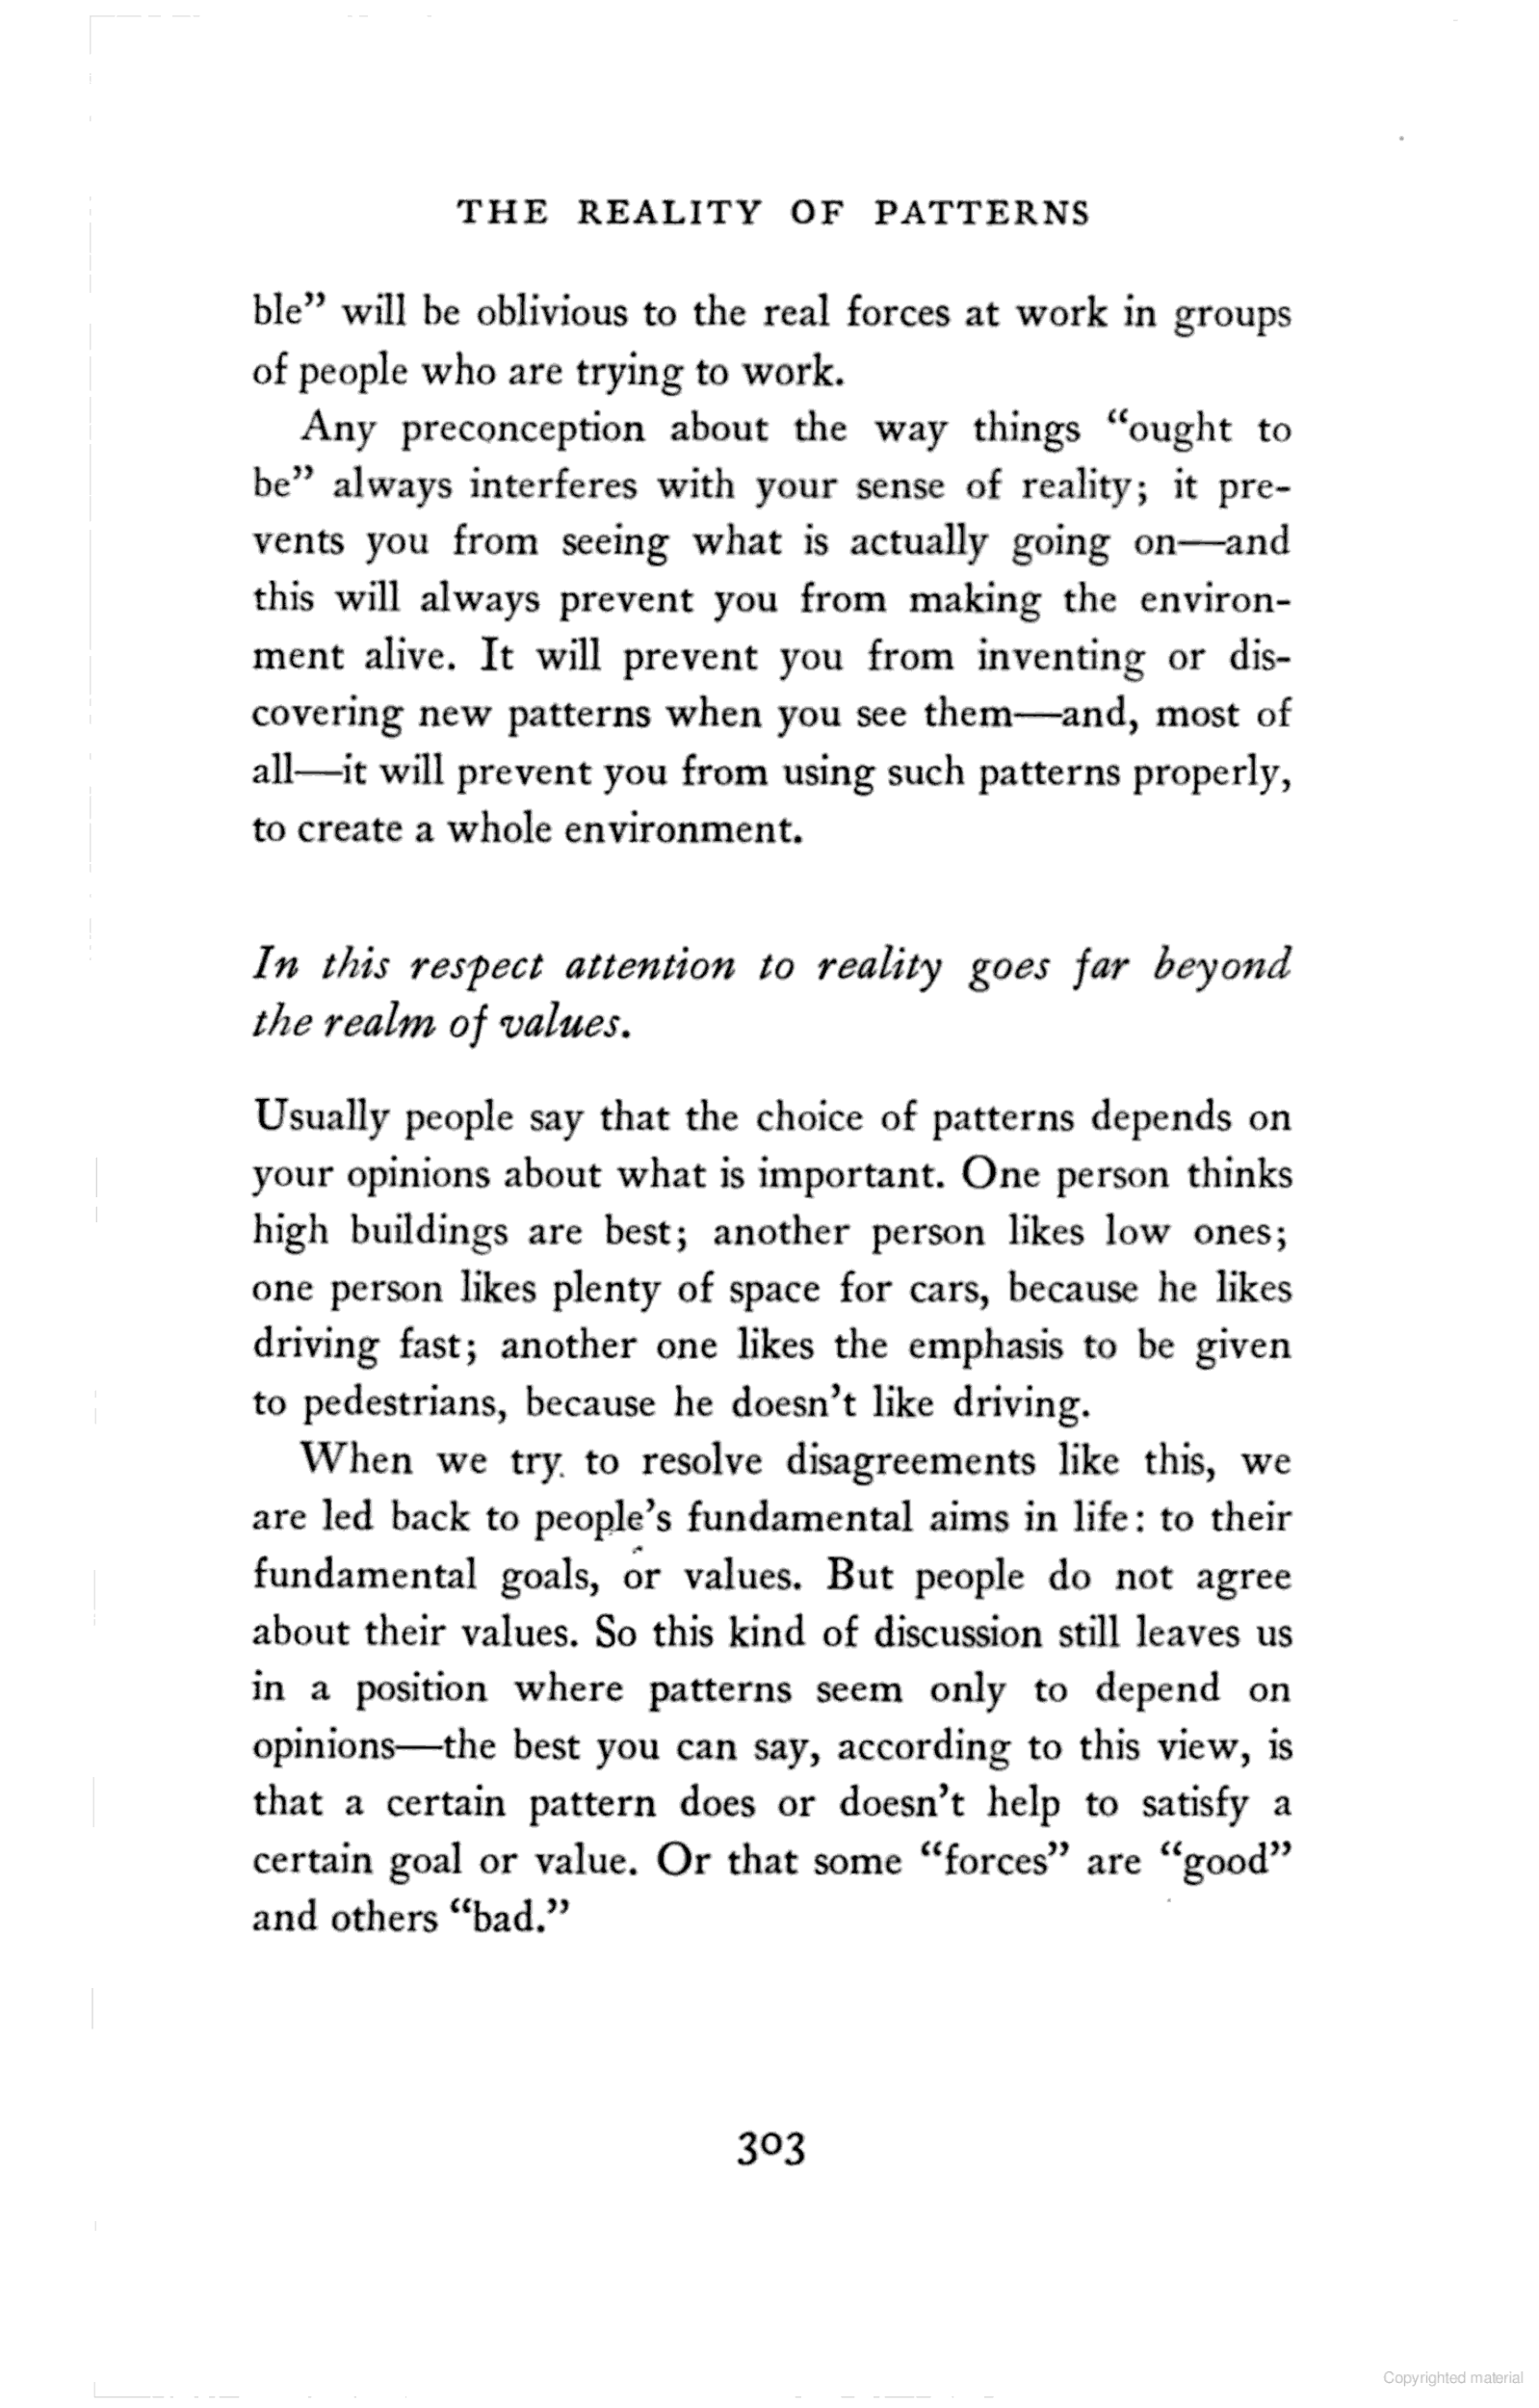 THE REALITY OF PATTERNS
ble” will be oblivious to the real forces at work in groups
of people who are trying to work.
Any preconception about the way things “ought to
be” always interferes with your sense of reality; it pre-
vents you from seeing what is actually going on—and
this will always prevent you from making the environ-
ment alive. It will prevent you from inventing or dis-
covering new patterns when you see them—and, most of
all—it will prevent you from using such patterns properly,
to create a whole environment.
In this respect attention to reality goes far beyond
the realm of values.
Usually people say that the choice of patterns depends on
your opinions about what is important. One person thinks
high buildings are best; another person likes low ones;
one person likes plenty of space for cars, because he likes
driving fast; another one likes the emphasis to be given
to pedestrians, because he doesn’t like driving.
When we try to resolve disagreements like this, we
are led back to people’s fundamental aims in life: to their
fundamental goals, or values. But people do not agree
about their values. So this kind of discussion still leaves us
in a position where patterns seem only to depend on
opinions—the best you can say, according to this view, is
that a certain pattern does or doesn’t help to satisfy a
certain goal or value. Or that some “forces” are “good”
and others “bad.”
303
Copyrighted material